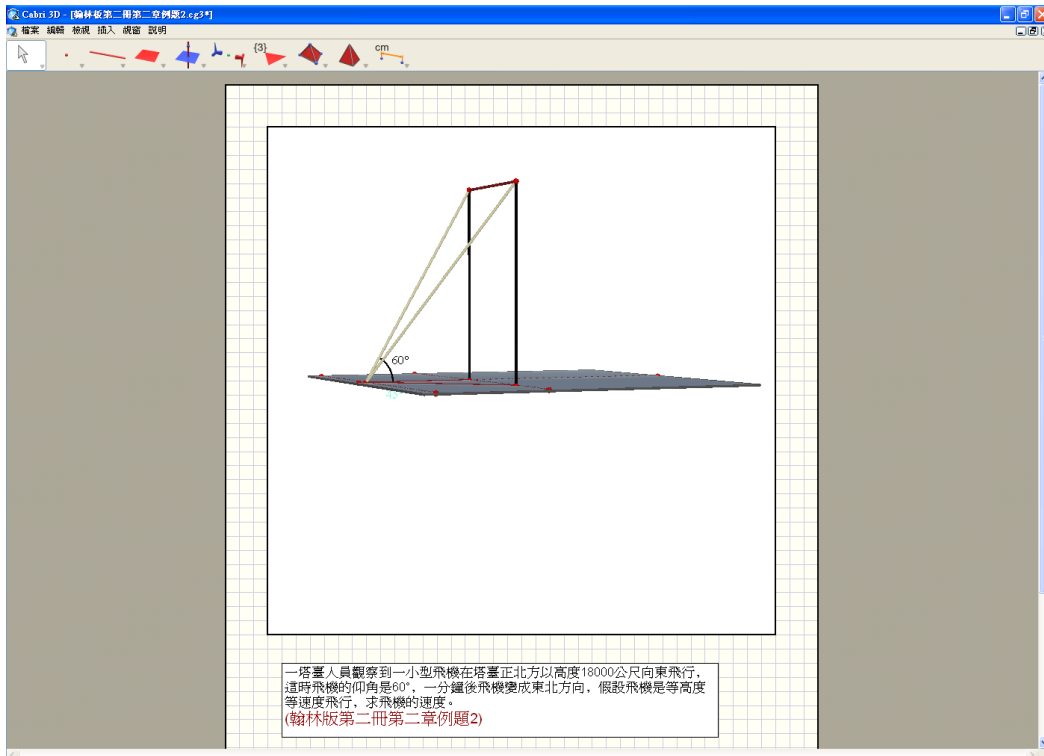 Cabri 3D - [翰林板第二冊第二章例題2.cg3*]
檔案 編輯 檢視 插入 視窗 說明
{3}
cm
60°
45
一塔臺人員觀察到一小型飛機在塔臺正北方以高度18000公尺向東飛行，
這時飛機的仰角是60°，一分鐘後飛機變成東北方向，假設飛機是等高度
等速度飛行，求飛機的速度。
(翰林版第二冊第二章例題2)